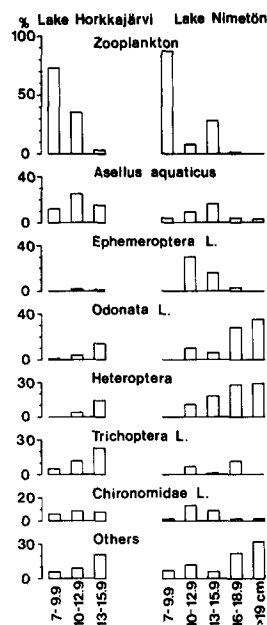 % Lake Horkkajärvi Lake Nimetön
Zooplankton
100
50
0
Asellus aquaticus
40
0
Ephemeroptera L.
40
0
Odonata L.
40
0
Heteroptera
30
0
Trichoptera L.
30
0
Chironomidae L.
20
0
Others
30
0
7-9.9 10-12.9 13-15.9 7-9.9 10-12.9 13-15.9 16-18.9 >19 cm